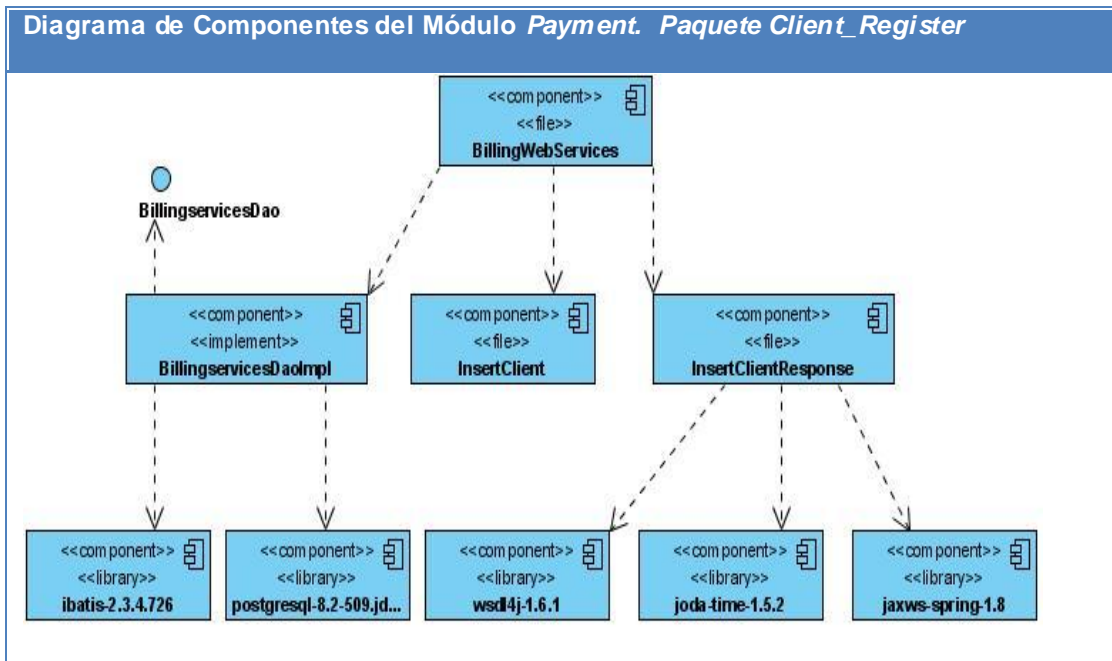 Diagrama de Componentes del Módulo Payment. Paquete Client_Register
<<component>>
<<file>>
BillingWebServices
BillingservicesDao
<<component>>
<<implement>>
BillingservicesDaoImpl
<<component>>
<<file>>
InsertClient
<<component>>
<<file>>
InsertClientResponse
<<component>>
<<library>>
ibatis-2.3.4.726
<<component>>
<<library>>
postgresql-8.2-509.jd...
<<component>>
<<library>>
wsdl4j-1.6.1
<<component>>
<<library>>
joda-time-1.5.2
<<component>>
<<library>>
jaxws-spring-1.8